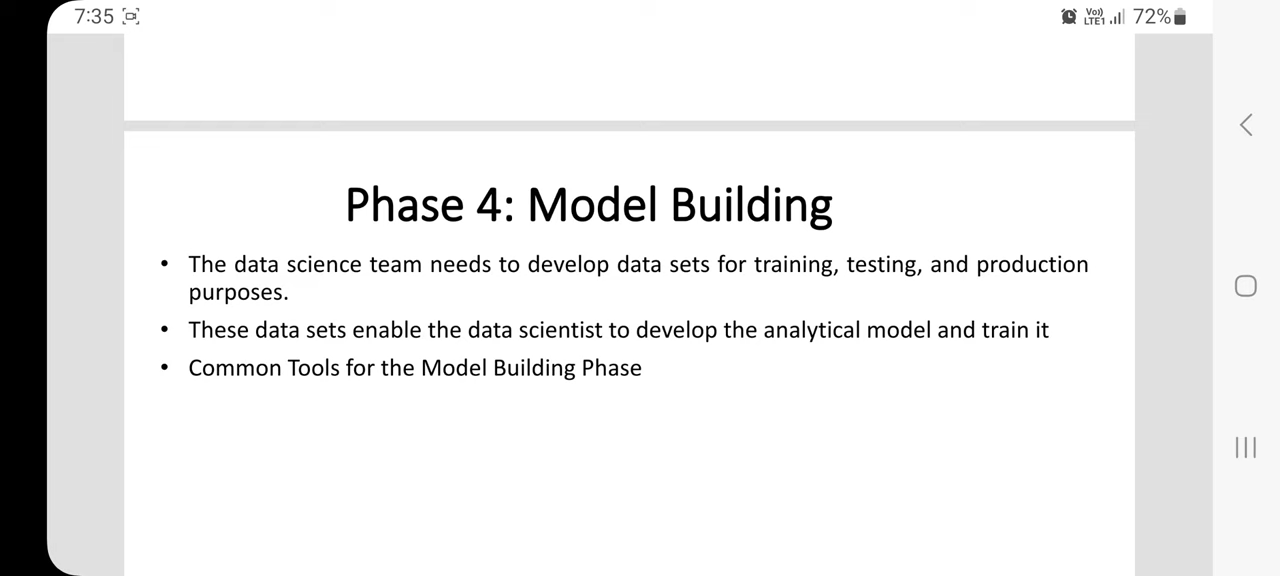 7:35
Vo)) LTE1 72%
Phase 4: Model Building
• The data science team needs to develop data sets for training, testing, and production
purposes.
• These data sets enable the data scientist to develop the analytical model and train it
• Common Tools for the Model Building Phase